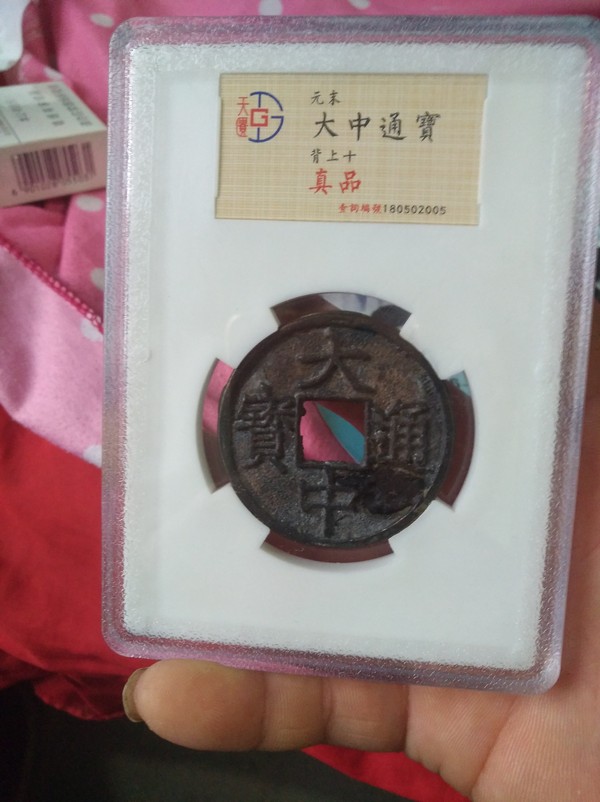 天圜
元末
大中通寶
背上十
真品
查詢編號180502005
大
寶 通
中